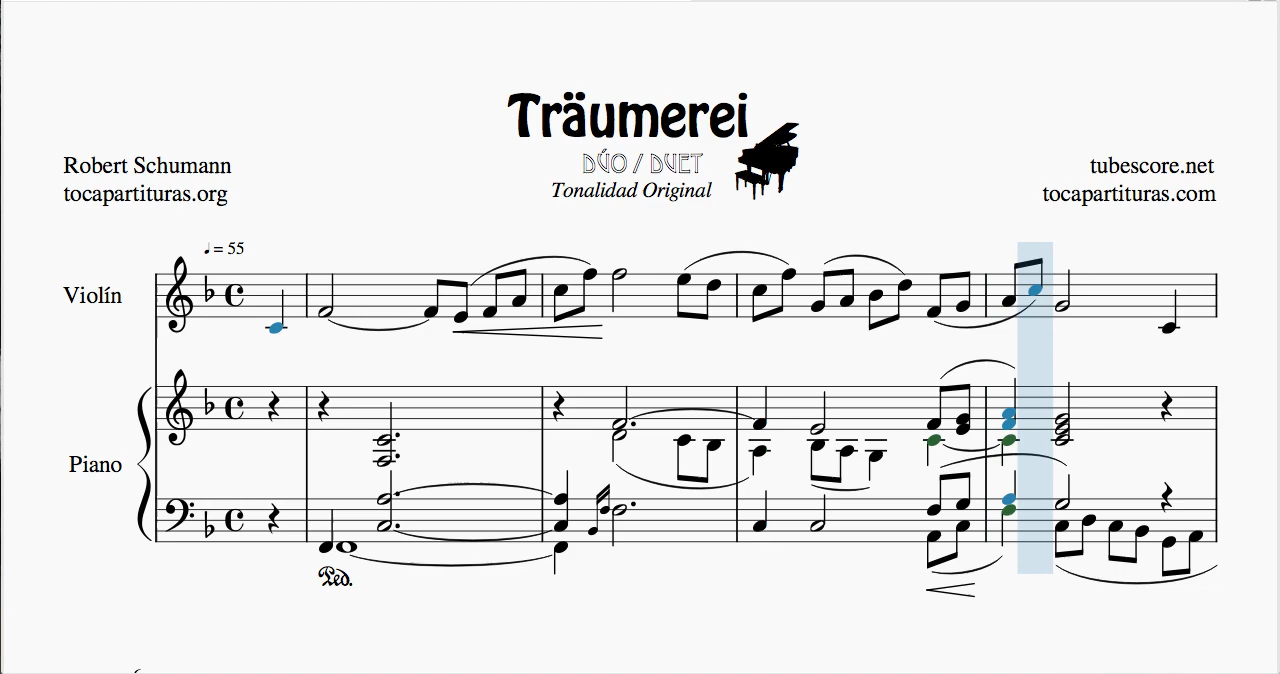 Träumerei
DÚO / DUET
Tonalidad Original
Robert Schumann
tocapartituras.org
tubescore.net
tocapartituras.com
♩ = 55
Violín
Piano
Ped.